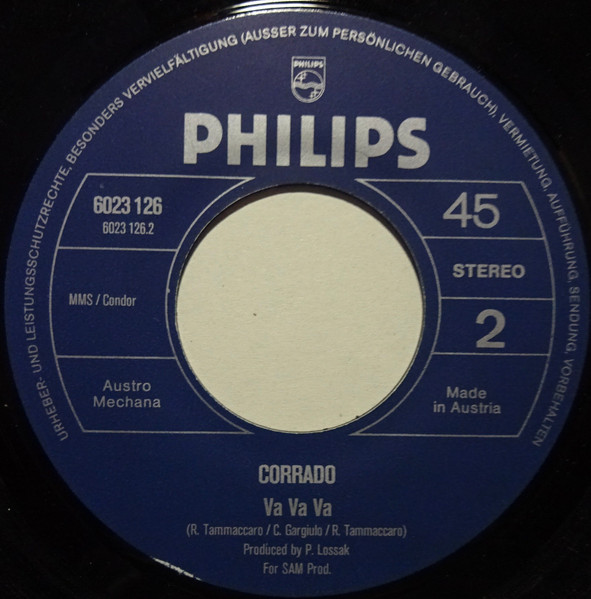 URHEBER- UND LEISTUNGSSCHUTZRECHTE, BESONDERS VERVIELFÄLTIGUNG (AUSSER ZUM PERSÖNLICHEN GEBRAUCH), VERMIETUNG, AUFFÜHRUNG, SENDUNG, VORBEHALTEN
PHILIPS
PHILIPS
6023 126
6023 126.2
MMS / Condor
Austro
Mechana
45
STEREO
2
Made
in Austria
CORRADO
Va Va Va
(R. Tammaccaro / C. Gargiulo / R. Tammaccaro)
Produced by P. Lossak
For SAM Prod.